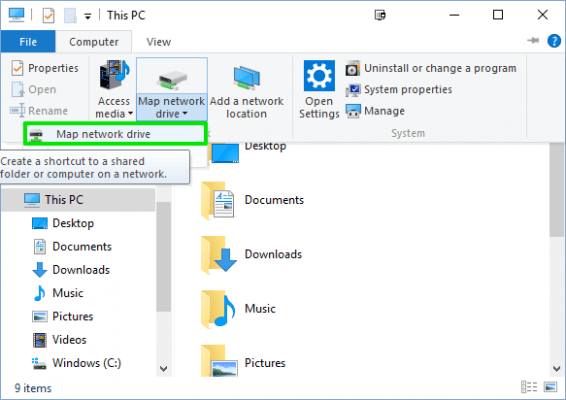 This PC
File
Computer
View
Properties
Open
Rename
Access
media
Map network
drive
Add a network
location
Open
Settings
Uninstall or change a program
System properties
Manage
System
Map network drive
Create a shortcut to a shared
folder or computer on a network.
This PC
Desktop
Documents
Downloads
Music
Pictures
Videos
Windows (C:)
Desktop
Documents
Downloads
Music
Pictures
9 items